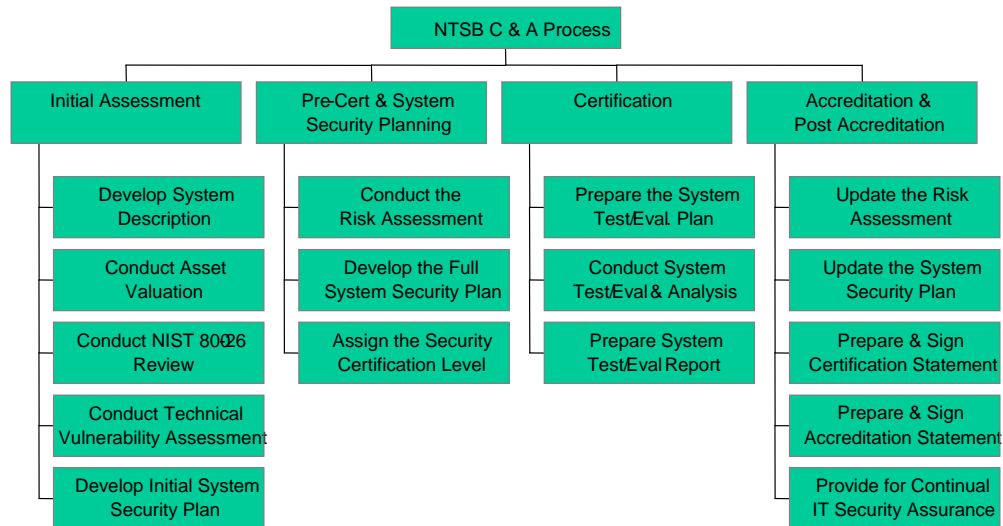 NTSB C & A Process
Initial Assessment
Pre-Cert & System
Security Planning
Certification
Accreditation &
Post Accreditation
Develop System
Description
Conduct Asset
Valuation
Conduct NIST 800-26
Review
Conduct Technical
Vulnerability Assessment
Develop Initial System
Security Plan
Conduct the
Risk Assessment
Develop the Full
System Security Plan
Assign the Security
Certification Level
Prepare the System
Test/Eval. Plan
Conduct System
Test/Eval & Analysis
Prepare System
Test/Eval Report
Update the Risk
Assessment
Update the System
Security Plan
Prepare & Sign
Certification Statement
Prepare & Sign
Accreditation Statement
Provide for Continual
IT Security Assurance